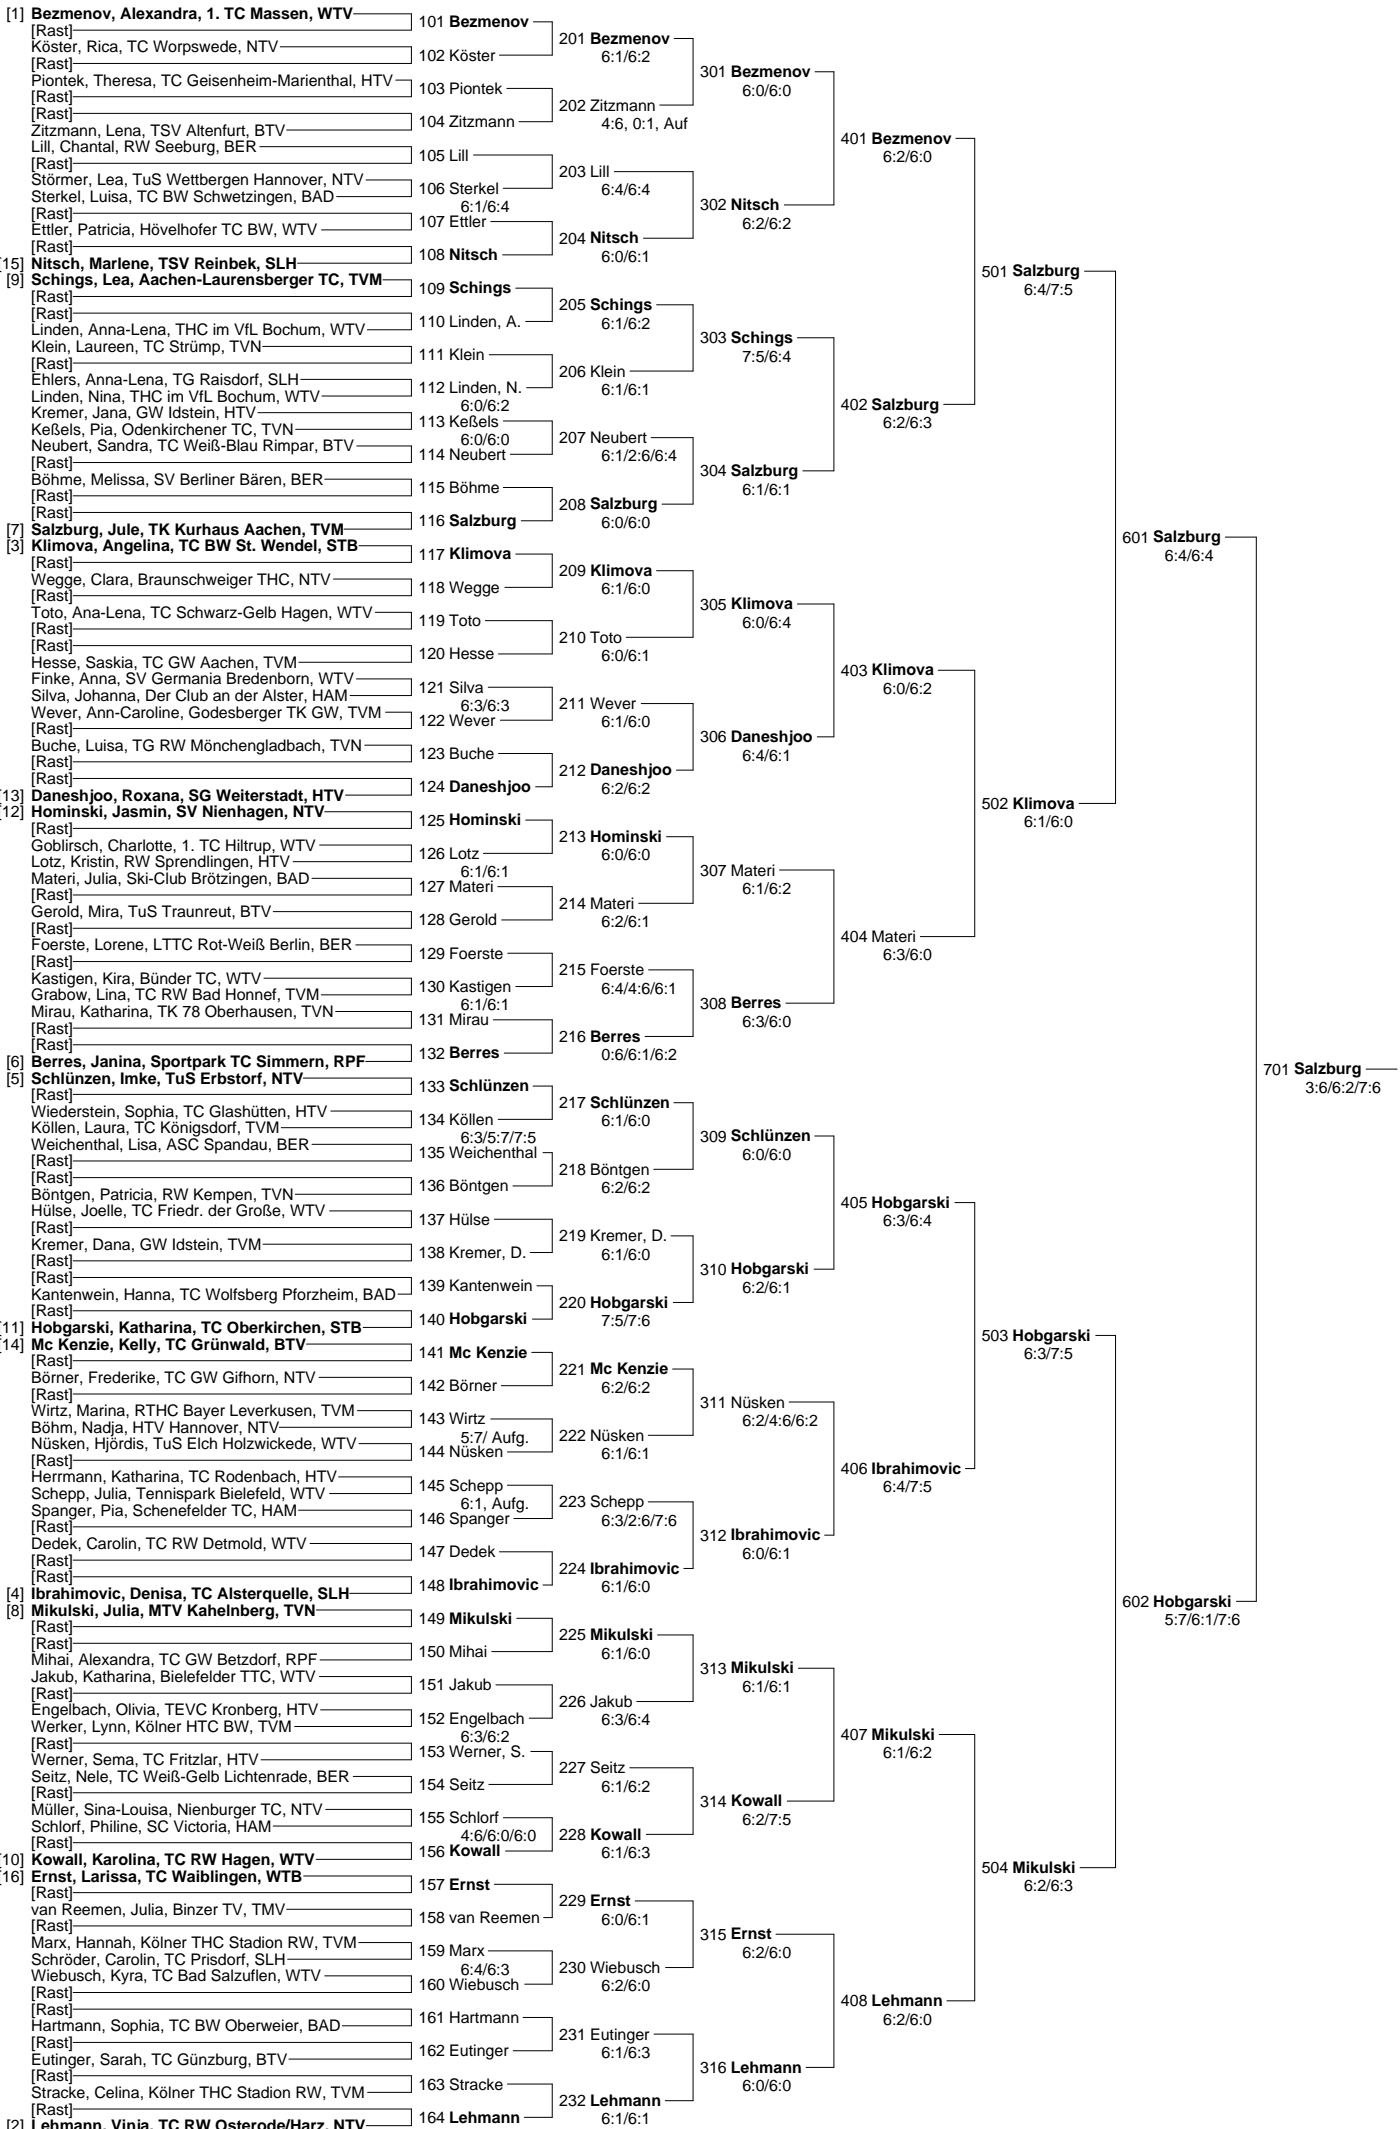 [1] Bezmenov, Alexandra, 1. TC Massen, WTV
[Rast]
Köster, Rica, TC Worpswede, NTV
[Rast]
Piontek, Theresa, TC Geisenheim-Marienthal, HTV
[Rast]
[Rast]
Zitzmann, Lena, TSV Altenfurt, BTV
Lill, Chantal, RW Seeburg, BER
[Rast]
Störmer, Lea, TuS Wettbergen Hannover, NTV
Sterkel, Luisa, TC BW Schwetzingen, BAD
[Rast]
Ettler, Patricia, Hövelhofer TC BW, WTV
[Rast]
15] Nitsch, Marlene, TSV Reinbek, SLH
[9] Schings, Lea, Aachen-Laurensberger TC, TVM
[Rast]
[Rast]
Linden, Anna-Lena, THC im VfL Bochum, WTV
Klein, Laureen, TC Strümp, TVN
[Rast]
Ehlers, Anna-Lena, TG Raisdorf, SLH
Linden, Nina, THC im VfL Bochum, WTV
Kremer, Jana, GW Idstein, HTV
Keßels, Pia, Odenkirchener TC, TVN
Neubert, Sandra, TC Weiß-Blau Rimpar, BTV
[Rast]
Böhme, Melissa, SV Berliner Bären, BER
[Rast]
[Rast]
[7] Salzburg, Jule, TK Kurhaus Aachen, TVM
[3] Klimova, Angelina, TC BW St. Wendel, STB
[Rast]
Wegge, Clara, Braunschweiger THC, NTV
[Rast]
Toto, Ana-Lena, TC Schwarz-Gelb Hagen, WTV
[Rast]
[Rast]
Hesse, Saskia, TC GW Aachen, TVM
Finke, Anna, SV Germania Bredenborn, WTV
Silva, Johanna, Der Club an der Alster, HAM
Wever, Ann-Caroline, Godesberger TK GW, TVM
[Rast]
Buche, Luisa, TG RW Mönchengladbach, TVN
[Rast]
[Rast]
13] Daneshjoo, Roxana, SG Weiterstadt, HTV
12] Hominski, Jasmin, SV Nienhagen, NTV
[Rast]
Goblirsch, Charlotte, 1. TC Hiltrup, WTV
Lotz, Kristin, RW Sprendlingen, HTV
Materi, Julia, Ski-Club Brötzingen, BAD
[Rast]
Gerold, Mira, TuS Traunreut, BTV
[Rast]
Foerste, Lorene, LTTC Rot-Weiß Berlin, BER
[Rast]
Kastigen, Kira, Bünder TC, WTV
Grabow, Lina, TC RW Bad Honnef, TVM
Mirau, Katharina, TK 78 Oberhausen, TVN
[Rast]
[Rast]
[6] Berres, Janina, Sportpark TC Simmern, RPF
[5] Schlünzen, Imke, TuS Erbstorf, NTV
[Rast]
Wiederstein, Sophia, TC Glashütten, HTV
Köllen, Laura, TC Königsdorf, TVM
Weichenthal, Lisa, ASC Spandau, BER
[Rast]
[Rast]
Böntgen, Patricia, RW Kempen, TVN
Hülse, Joelle, TC Friedr. der Große, WTV
[Rast]
Kremer, Dana, GW Idstein, TVM
[Rast]
[Rast]
Kantenwein, Hanna, TC Wolfsberg Pforzheim, BAD
[Rast]
11] Hobgarski, Katharina, TC Oberkirchen, STB
14] Mc Kenzie, Kelly, TC Grünwald, BTV
[Rast]
Börner, Frederike, TC GW Gifhorn, NTV
[Rast]
Wirtz, Marina, RTHC Bayer Leverkusen, TVM
Böhm, Nadja, HTV Hannover, NTV
Nüsken, Hjördis, TuS Elch Holzwickede, WTV
[Rast]
Herrmann, Katharina, TC Rodenbach, HTV
Schepp, Julia, Tennispark Bielefeld, WTV
Spanger, Pia, Schenefelder TC, HAM
[Rast]
Dedek, Carolin, TC RW Detmold, WTV
[Rast]
[Rast]
[4] Ibrahimovic, Denisa, TC Alsterquelle, SLH
[8] Mikulski, Julia, MTV Kahelnberg, TVN
[Rast]
[Rast]
Mihai, Alexandra, TC GW Betzdorf, RPF
Jakub, Katharina, Bielefelder TTC, WTV
[Rast]
Engelbach, Olivia, TEVC Kronberg, HTV
Werker, Lynn, Kölner HTC BW, TVM
[Rast]
Werner, Sema, TC Fritzlar, HTV
Seitz, Nele, TC Weiß-Gelb Lichtenrade, BER
[Rast]
Müller, Sina-Louisa, Nienburger TC, NTV
Schlorf, Philine, SC Victoria, HAM
[Rast]
10] Kowall, Karolina, TC RW Hagen, WTV
16] Ernst, Larissa, TC Waiblingen, WTB
[Rast]
van Reemen, Julia, Binzer TV, TMV
[Rast]
Marx, Hannah, Kölner THC Stadion RW, TVM
Schröder, Carolin, TC Prisdorf, SLH
Wiebusch, Kyra, TC Bad Salzuflen, WTV
[Rast]
[Rast]
Hartmann, Sophia, TC BW Oberweier, BAD
[Rast]
Eutinger, Sarah, TC Günzburg, BTV
[Rast]
Stracke, Celina, Kölner THC Stadion RW, TVM
[Rast]
[2] Lehmann, Vinja, TC RW Osterode/Harz, NTV
101 Bezmenov
102 Köster
103 Piontek
104 Zitzmann
105 Lill
106 Sterkel
6:1/6:4
107 Ettler
108 Nitsch
109 Schings
110 Linden, A.
111 Klein
112 Linden, N.
6:0/6:2
113 Keßels
6:0/6:0
114 Neubert
115 Böhme
116 Salzburg
117 Klimova
118 Wegge
119 Toto
120 Hesse
121 Silva
6:3/6:3
122 Wever
123 Buche
124 Daneshjoo
125 Hominski
126 Lotz
6:1/6:1
127 Materi
128 Gerold
129 Foerste
130 Kastigen
6:1/6:1
131 Mirau
132 Berres
133 Schlünzen
134 Köllen
6:3/5:7/7:5
135 Weichenthal
136 Böntgen
137 Hülse
138 Kremer, D.
139 Kantenwein
140 Hobgarski
141 Mc Kenzie
142 Börner
143 Wirtz
5:7/ Aufg.
144 Nüsken
145 Schepp
6:1, Aufg.
146 Spanger
147 Dedek
148 Ibrahimovic
149 Mikulski
150 Mihai
151 Jakub
152 Engelbach
6:3/6:2
153 Werner, S.
154 Seitz
155 Schlorf
4:6/6:0/6:0
156 Kowall
157 Ernst
158 van Reemen
159 Marx
6:4/6:3
160 Wiebusch
161 Hartmann
162 Eutinger
163 Stracke
164 Lehmann
201 Bezmenov
6:1/6:2
202 Zitzmann
4:6, 0:1, Auf
203 Lill
6:4/6:4
204 Nitsch
6:0/6:1
205 Schings
6:1/6:2
206 Klein
6:1/6:1
207 Neubert
6:1/2:6/6:4
208 Salzburg
6:0/6:0
209 Klimova
6:1/6:0
210 Toto
6:0/6:1
211 Wever
6:1/6:0
212 Daneshjoo
6:2/6:2
213 Hominski
6:0/6:0
214 Materi
6:2/6:1
215 Foerste
6:4/4:6/6:1
216 Berres
0:6/6:1/6:2
217 Schlünzen
6:1/6:0
218 Böntgen
6:2/6:2
219 Kremer, D.
6:1/6:0
220 Hobgarski
7:5/7:6
221 Mc Kenzie
6:2/6:2
222 Nüsken
6:1/6:1
223 Schepp
6:3/2:6/7:6
224 Ibrahimovic
6:1/6:0
225 Mikulski
6:1/6:0
226 Jakub
6:3/6:4
227 Seitz
6:1/6:2
228 Kowall
6:1/6:3
229 Ernst
6:0/6:1
230 Wiebusch
6:2/6:0
231 Eutinger
6:1/6:3
232 Lehmann
6:1/6:1
301 Bezmenov
6:0/6:0
302 Nitsch
6:2/6:2
303 Schings
7:5/6:4
304 Salzburg
6:1/6:1
305 Klimova
6:0/6:4
306 Daneshjoo
6:4/6:1
307 Materi
6:1/6:2
308 Berres
6:3/6:0
309 Schlünzen
6:0/6:0
310 Hobgarski
6:2/6:1
311 Nüsken
6:2/4:6/6:2
312 Ibrahimovic
6:0/6:1
313 Mikulski
6:1/6:1
314 Kowall
6:2/7:5
315 Ernst
6:2/6:0
316 Lehmann
6:0/6:0
401 Bezmenov
6:2/6:0
402 Salzburg
6:2/6:3
403 Klimova
6:0/6:2
404 Materi
6:3/6:0
405 Hobgarski
6:3/6:4
406 Ibrahimovic
6:4/7:5
407 Mikulski
6:1/6:2
408 Lehmann
6:2/6:0
501 Salzburg
6:4/7:5
502 Klimova
6:1/6:0
503 Hobgarski
6:3/7:5
504 Mikulski
6:2/6:3
601 Salzburg
6:4/6:4
602 Hobgarski
5:7/6:1/7:6
701 Salzburg
3:6/6:2/7:6